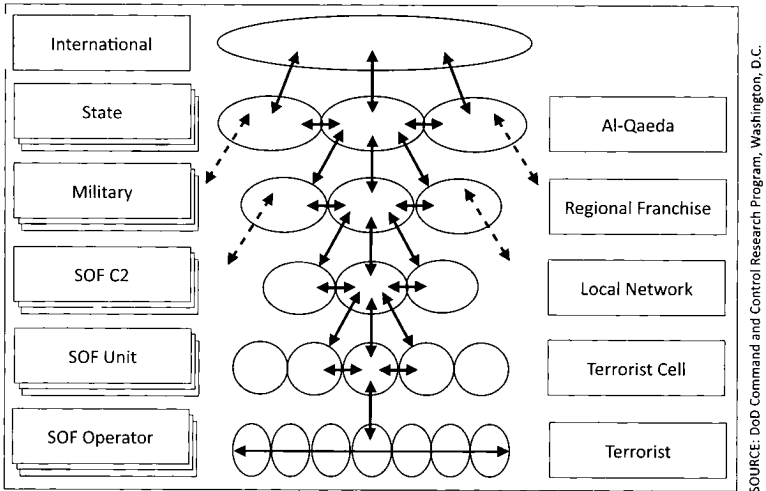 International
State
Al-Qaeda
Military
Regional Franchise
SOF C2
Local Network
SOF Unit
Terrorist Cell
SOF Operator
Terrorist
SOURCE: DoD Command and Control Research Program, Washington, D.C.